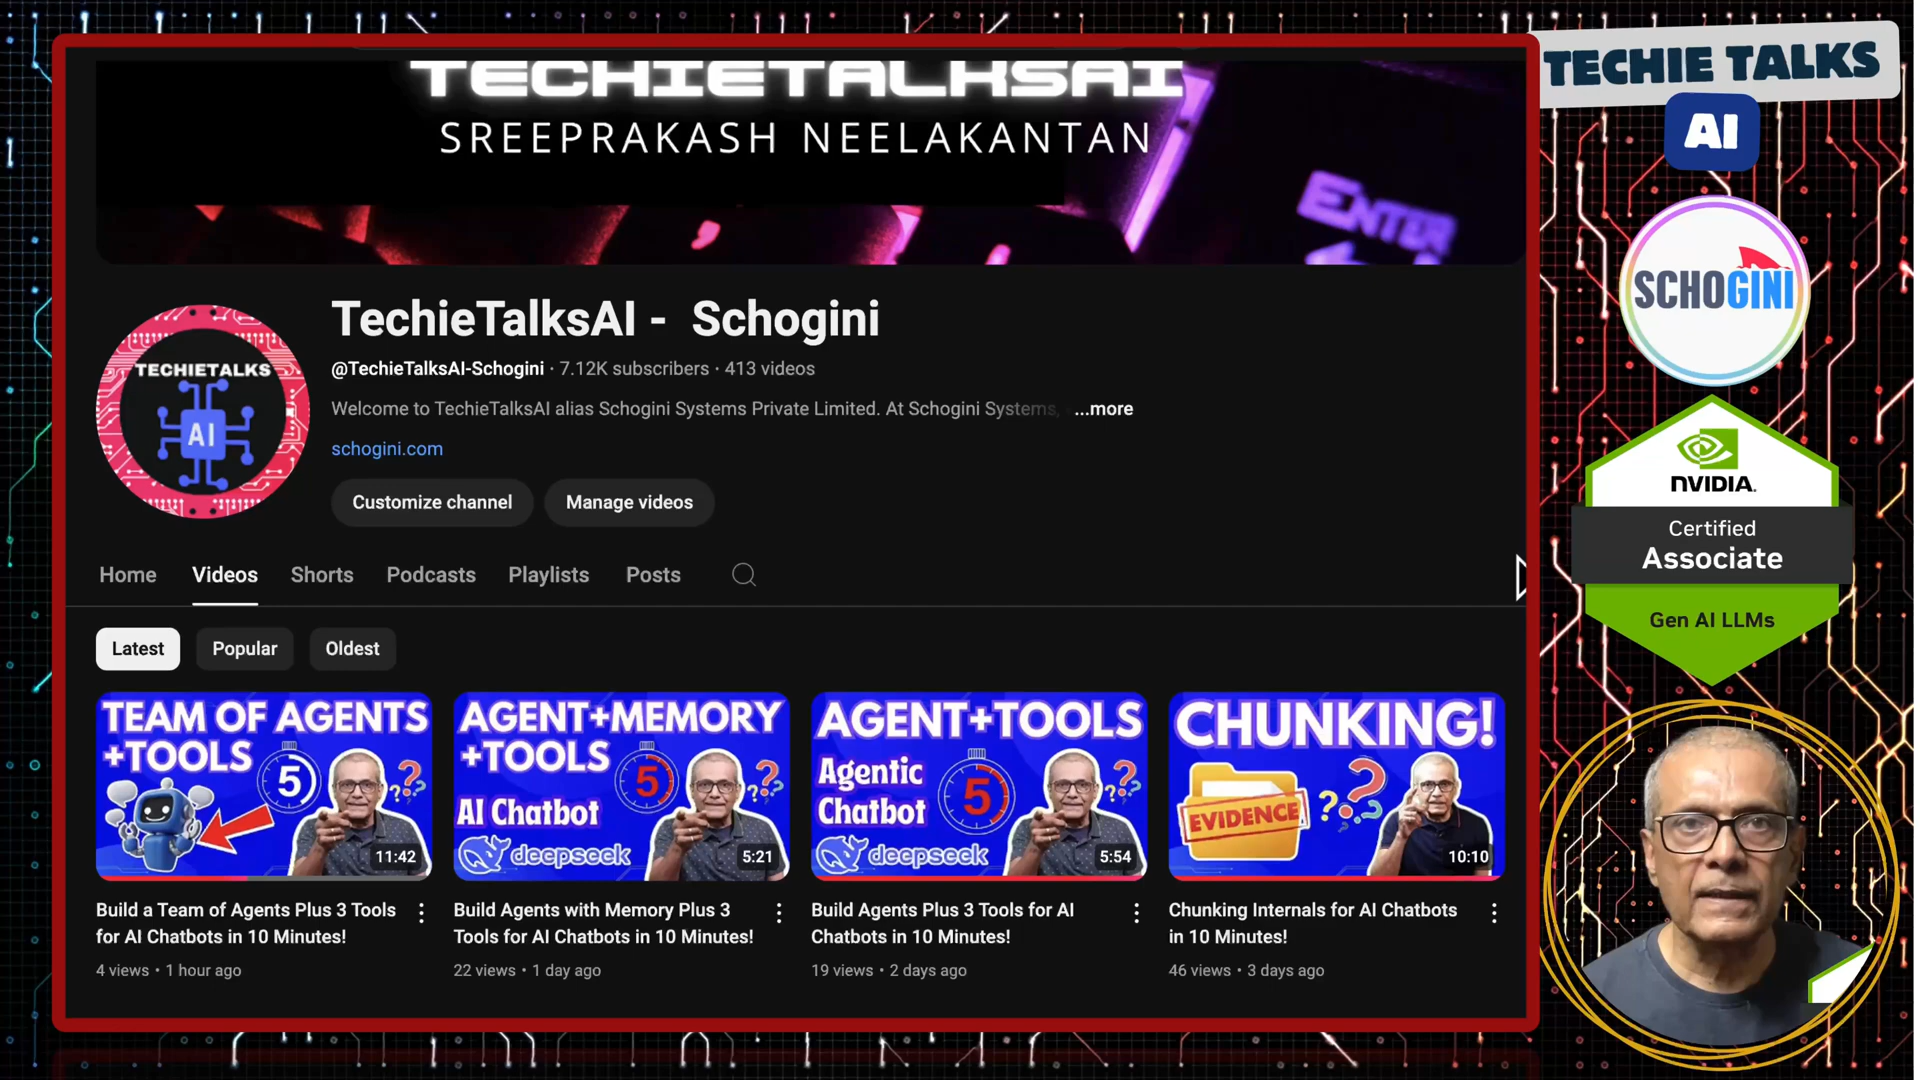 TECHIETALKSAI
SREEPRAKASH NEELAKANTAN
ENTER
TECHIE TALKS
AI
SCHOGINI
NVIDIA.
Certified
Associate
Gen AI LLMs
TECHIETALKS
AI
TechieTalksAI - Schogini
@TechieTalksAI-Schogini · 7.12K subscribers · 413 videos
Welcome to TechieTalksAI alias Schogini Systems Private Limited. At Schogini Systems, ...more
schogini.com
Customize channel Manage videos
Home Videos Shorts Podcasts Playlists Posts
Latest Popular Oldest
TEAM OF AGENTS
+TOOLS
5
??
11:42
Build a Team of Agents Plus 3 Tools
for AI Chatbots in 10 Minutes!
4 views · 1 hour ago
AGENT+MEMORY
+TOOLS
5
AI Chatbot
deepseek
??
5:21
Build Agents with Memory Plus 3
Tools for AI Chatbots in 10 Minutes!
22 views · 1 day ago
AGENT+TOOLS
Agentic
Chatbot
5
deepseek
??
5:54
Build Agents Plus 3 Tools for AI
Chatbots in 10 Minutes!
19 views · 2 days ago
CHUNKING!
EVIDENCE
???
10:10
Chunking Internals for AI Chatbots
in 10 Minutes!
46 views · 3 days ago